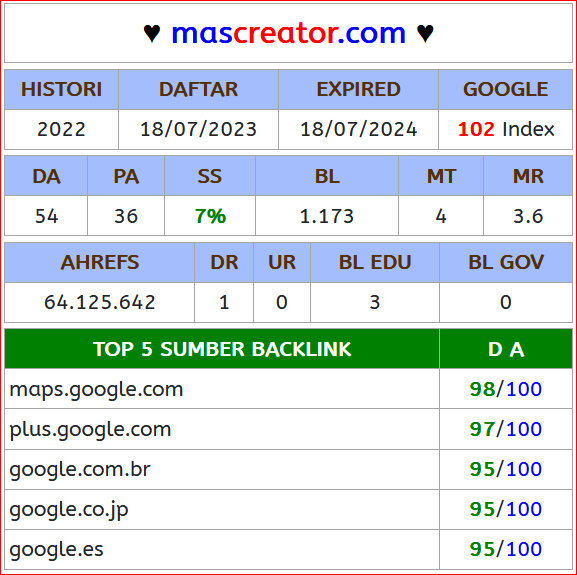 ♥ mascreator.com ♥
HISTORI DAFTAR EXPIRED GOOGLE
2022 18/07/2023 18/07/2024 102 Index
DA PA SS BL MT MR
54 36 7% 1.173 4 3.6
AHREFS DR UR BL EDU BL GOV
64.125.642 1 0 3 0
TOP 5 SUMBER BACKLINK D A
maps.google.com 98/100
plus.google.com 97/100
google.com.br 95/100
google.co.jp 95/100
google.es 95/100